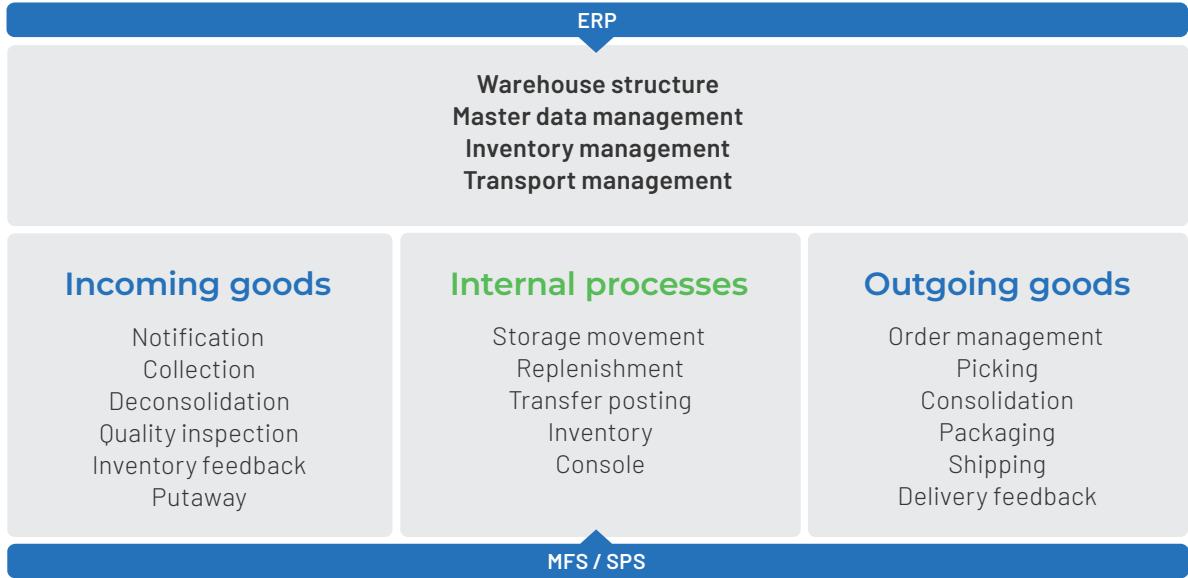 ERP
Warehouse structure
Master data management
Inventory management
Transport management
Incoming goods
Notification
Collection
Deconsolidation
Quality inspection
Inventory feedback
Putaway
Internal processes
Storage movement
Replenishment
Transfer posting
Inventory
Console
Outgoing goods
Order management
Picking
Consolidation
Packaging
Shipping
Delivery feedback
MFS / SPS